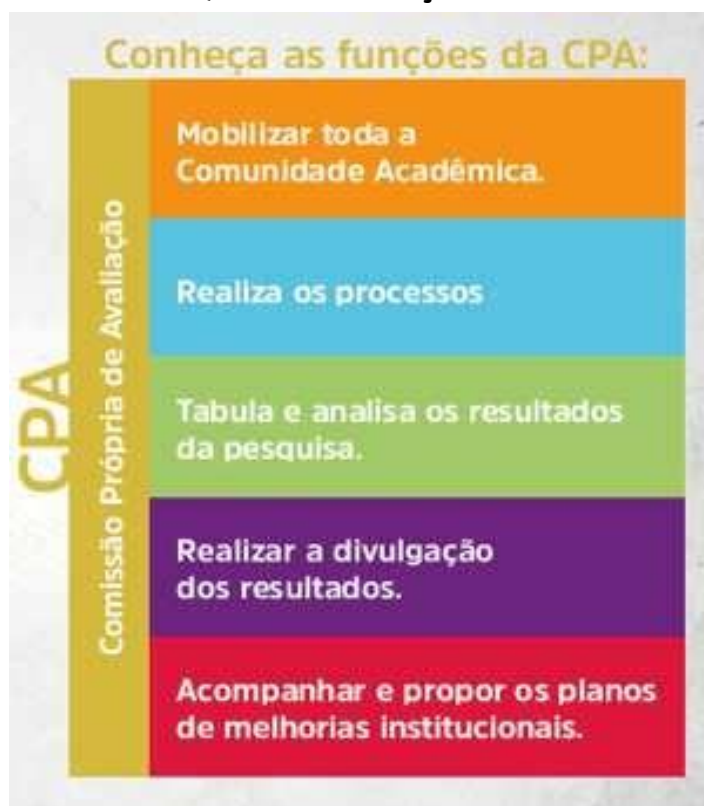 Conheça as funções da CPA:
CPA
Comissão Própria de Avaliação
Mobilizar toda a
Comunidade Acadêmica.
Realiza os processos
Tabula e analisa os resultados
da pesquisa.
Realizar a divulgação
dos resultados.
Acompanhar e propor os planos
de melhorias institucionais.